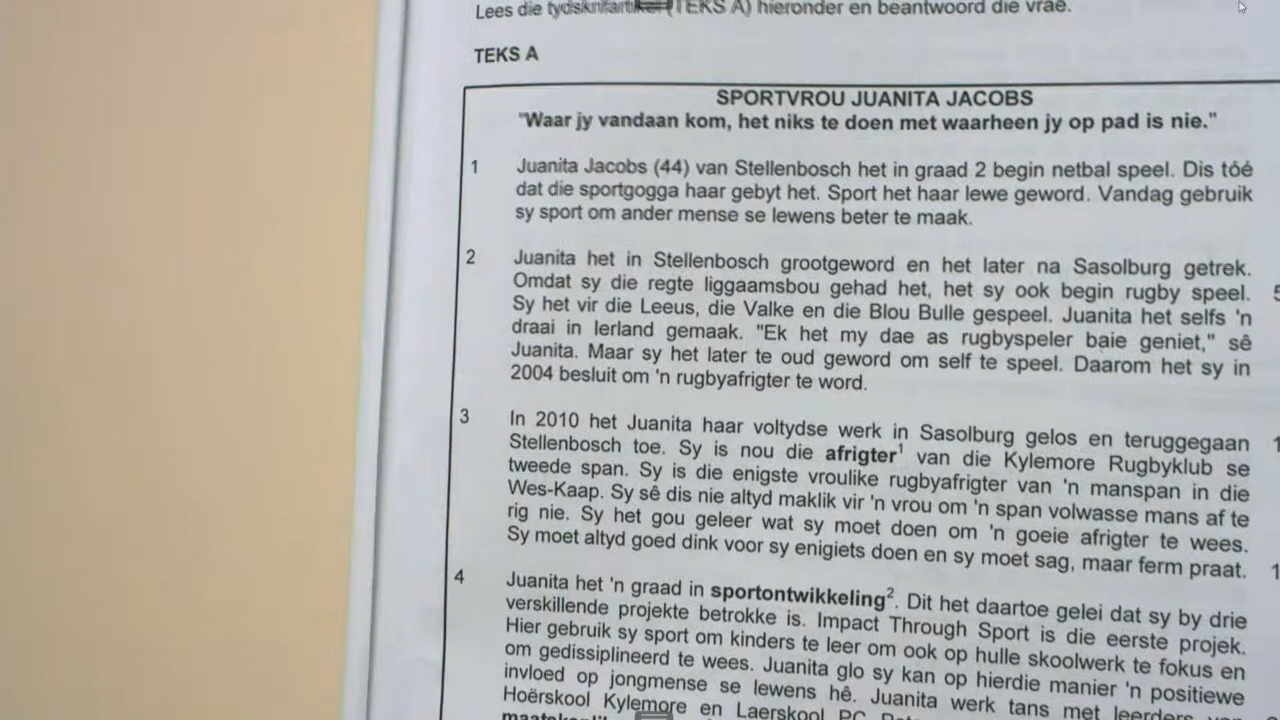 Lees die tydskrifartikel (TEKS A) hieronder en beantwoord die vrae.
TEKS A
SPORTVROU JUANITA JACOBS
"Waar jy vandaan kom, het niks te doen met waarheen jy op pad is nie."
1 Juanita Jacobs (44) van Stellenbosch het in graad 2 begin netbal speel. Dis tóé
dat die sportgogga haar gebyt het. Sport het haar lewe geword. Vandag gebruik
sy sport om ander mense se lewens beter te maak.
2 Juanita het in Stellenbosch grootgeword en het later na Sasolburg getrek.
Omdat sy die regte liggaamsbou gehad het, het sy ook begin rugby speel. 5
Sy het vir die Leeus, die Valke en die Blou Bulle gespeel. Juanita het selfs 'n
draai in Ierland gemaak. "Ek het my dae as rugbyspeler baie geniet," sê
Juanita. Maar sy het later te oud geword om self te speel. Daarom het sy in
2004 besluit om 'n rugbyafrigter te word.
3 In 2010 het Juanita haar voltydse werk in Sasolburg gelos en teruggegaan
Stellenbosch toe. Sy is nou die afrigter¹ van die Kylemore Rugbyklub se
tweede span. Sy is die enigste vroulike rugbyafrigter van 'n manspan in die
Wes-Kaap. Sy sê dis nie altyd maklik vir 'n vrou om 'n span volwasse mans af te
rig nie. Sy het gou geleer wat sy moet doen om 'n goeie afrigter te wees.
Sy moet altyd goed dink voor sy enigiets doen en sy moet sag, maar ferm praat.
4 Juanita het 'n graad in sportontwikkeling². Dit het daartoe gelei dat sy by drie
verskillende projekte betrokke is. Impact Through Sport is die eerste projek.
Hier gebruik sy sport om kinders te leer om ook op hulle skoolwerk te fokus en
om gedissiplineerd te wees. Juanita glo sy kan op hierdie manier 'n positiewe
invloed op jongmense se lewens hê. Juanita werk tans met leerders
Hoërskool Kylemore en Laerskool PC